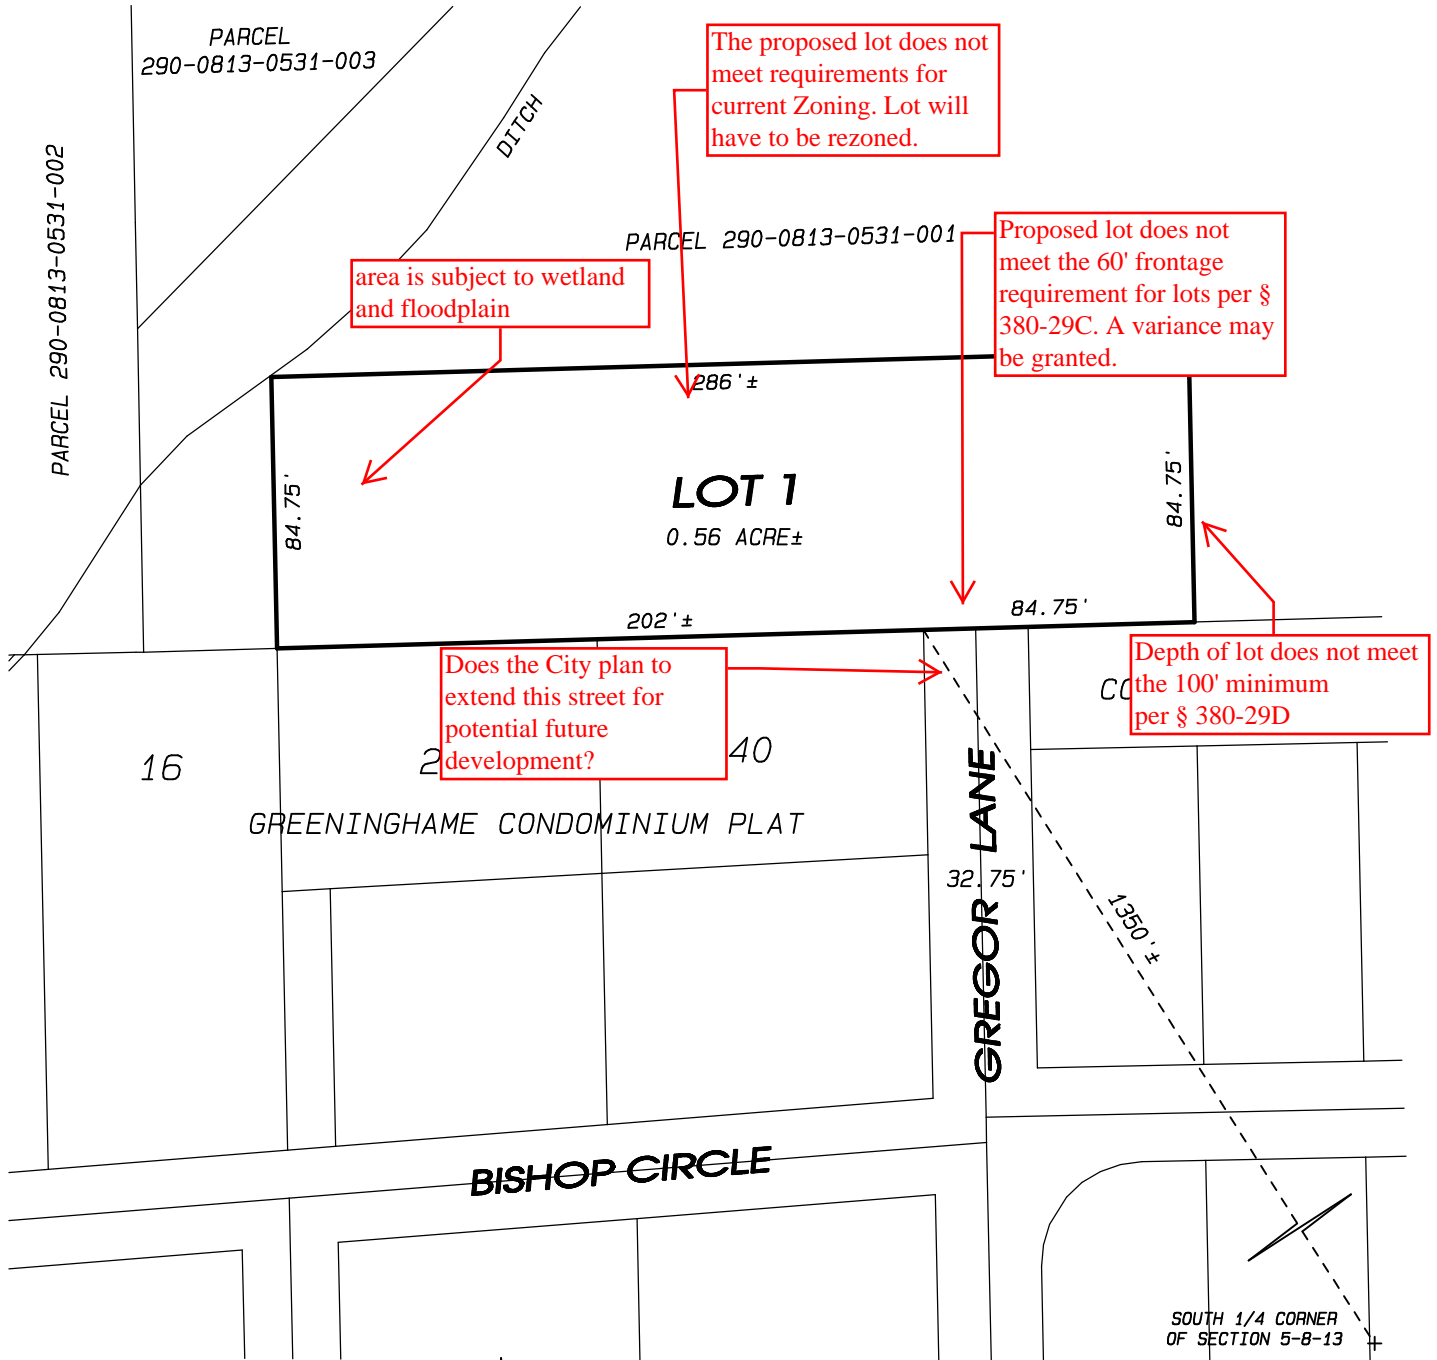 PARCEL
290-0813-0531-003
The proposed lot does not
meet requirements for
current Zoning. Lot will
have to be rezoned.
DITCH
PARCEL 290-0813-0531-002
PARCEL 290-0813-0531-001
Proposed lot does not
meet the 60' frontage
requirement for lots per §
380-29C. A variance may
be granted.
area is subject to wetland
and floodplain
286'±
84.75'
LOT 1
0.56 ACRE±
84.75'
202'±
84.75'
Does the City plan to
extend this street for
potential future
development?
Depth of lot does not meet
the 100' minimum
per § 380-29D
16
40
GREENINGHAME CONDOMINIUM PLAT
GREGOR LANE
32.75'
1350'±
BISHOP CIRCLE
SOUTH 1/4 CORNER
OF SECTION 5-8-13